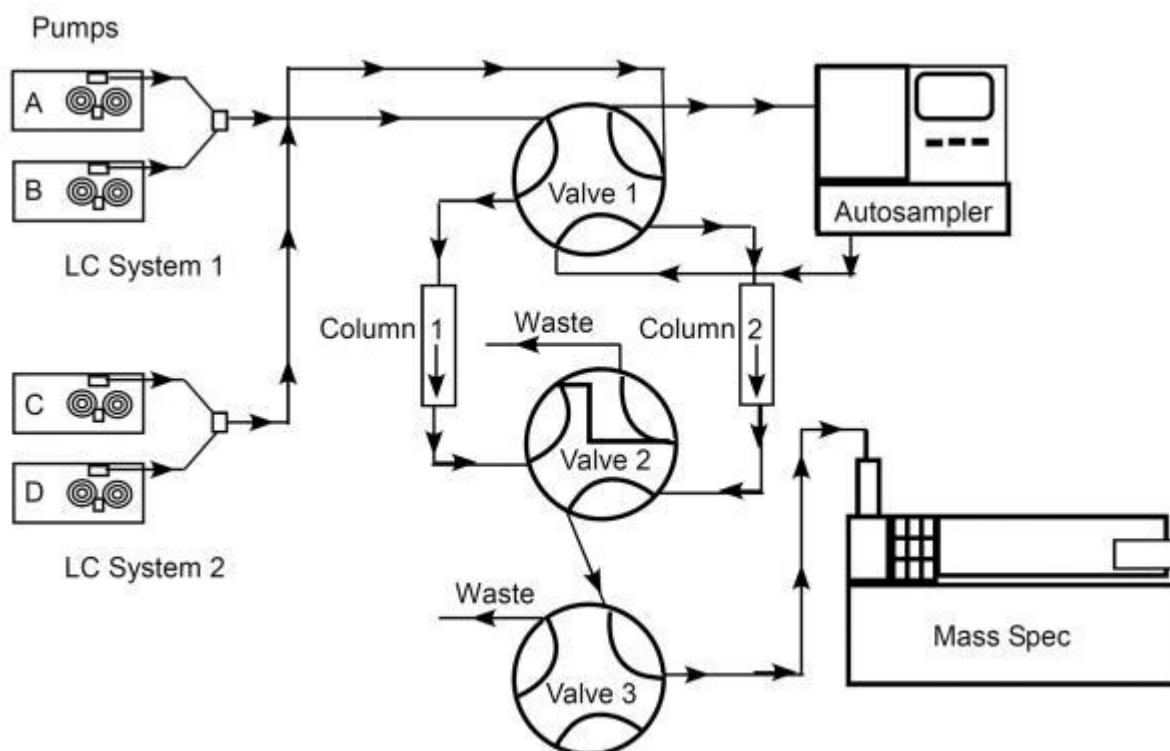 Pumps
A
B
LC System 1
C
D
LC System 2
Valve 1
Autosampler
Column 1
Waste
Column 2
Valve 2
Waste
Valve 3
Mass Spec